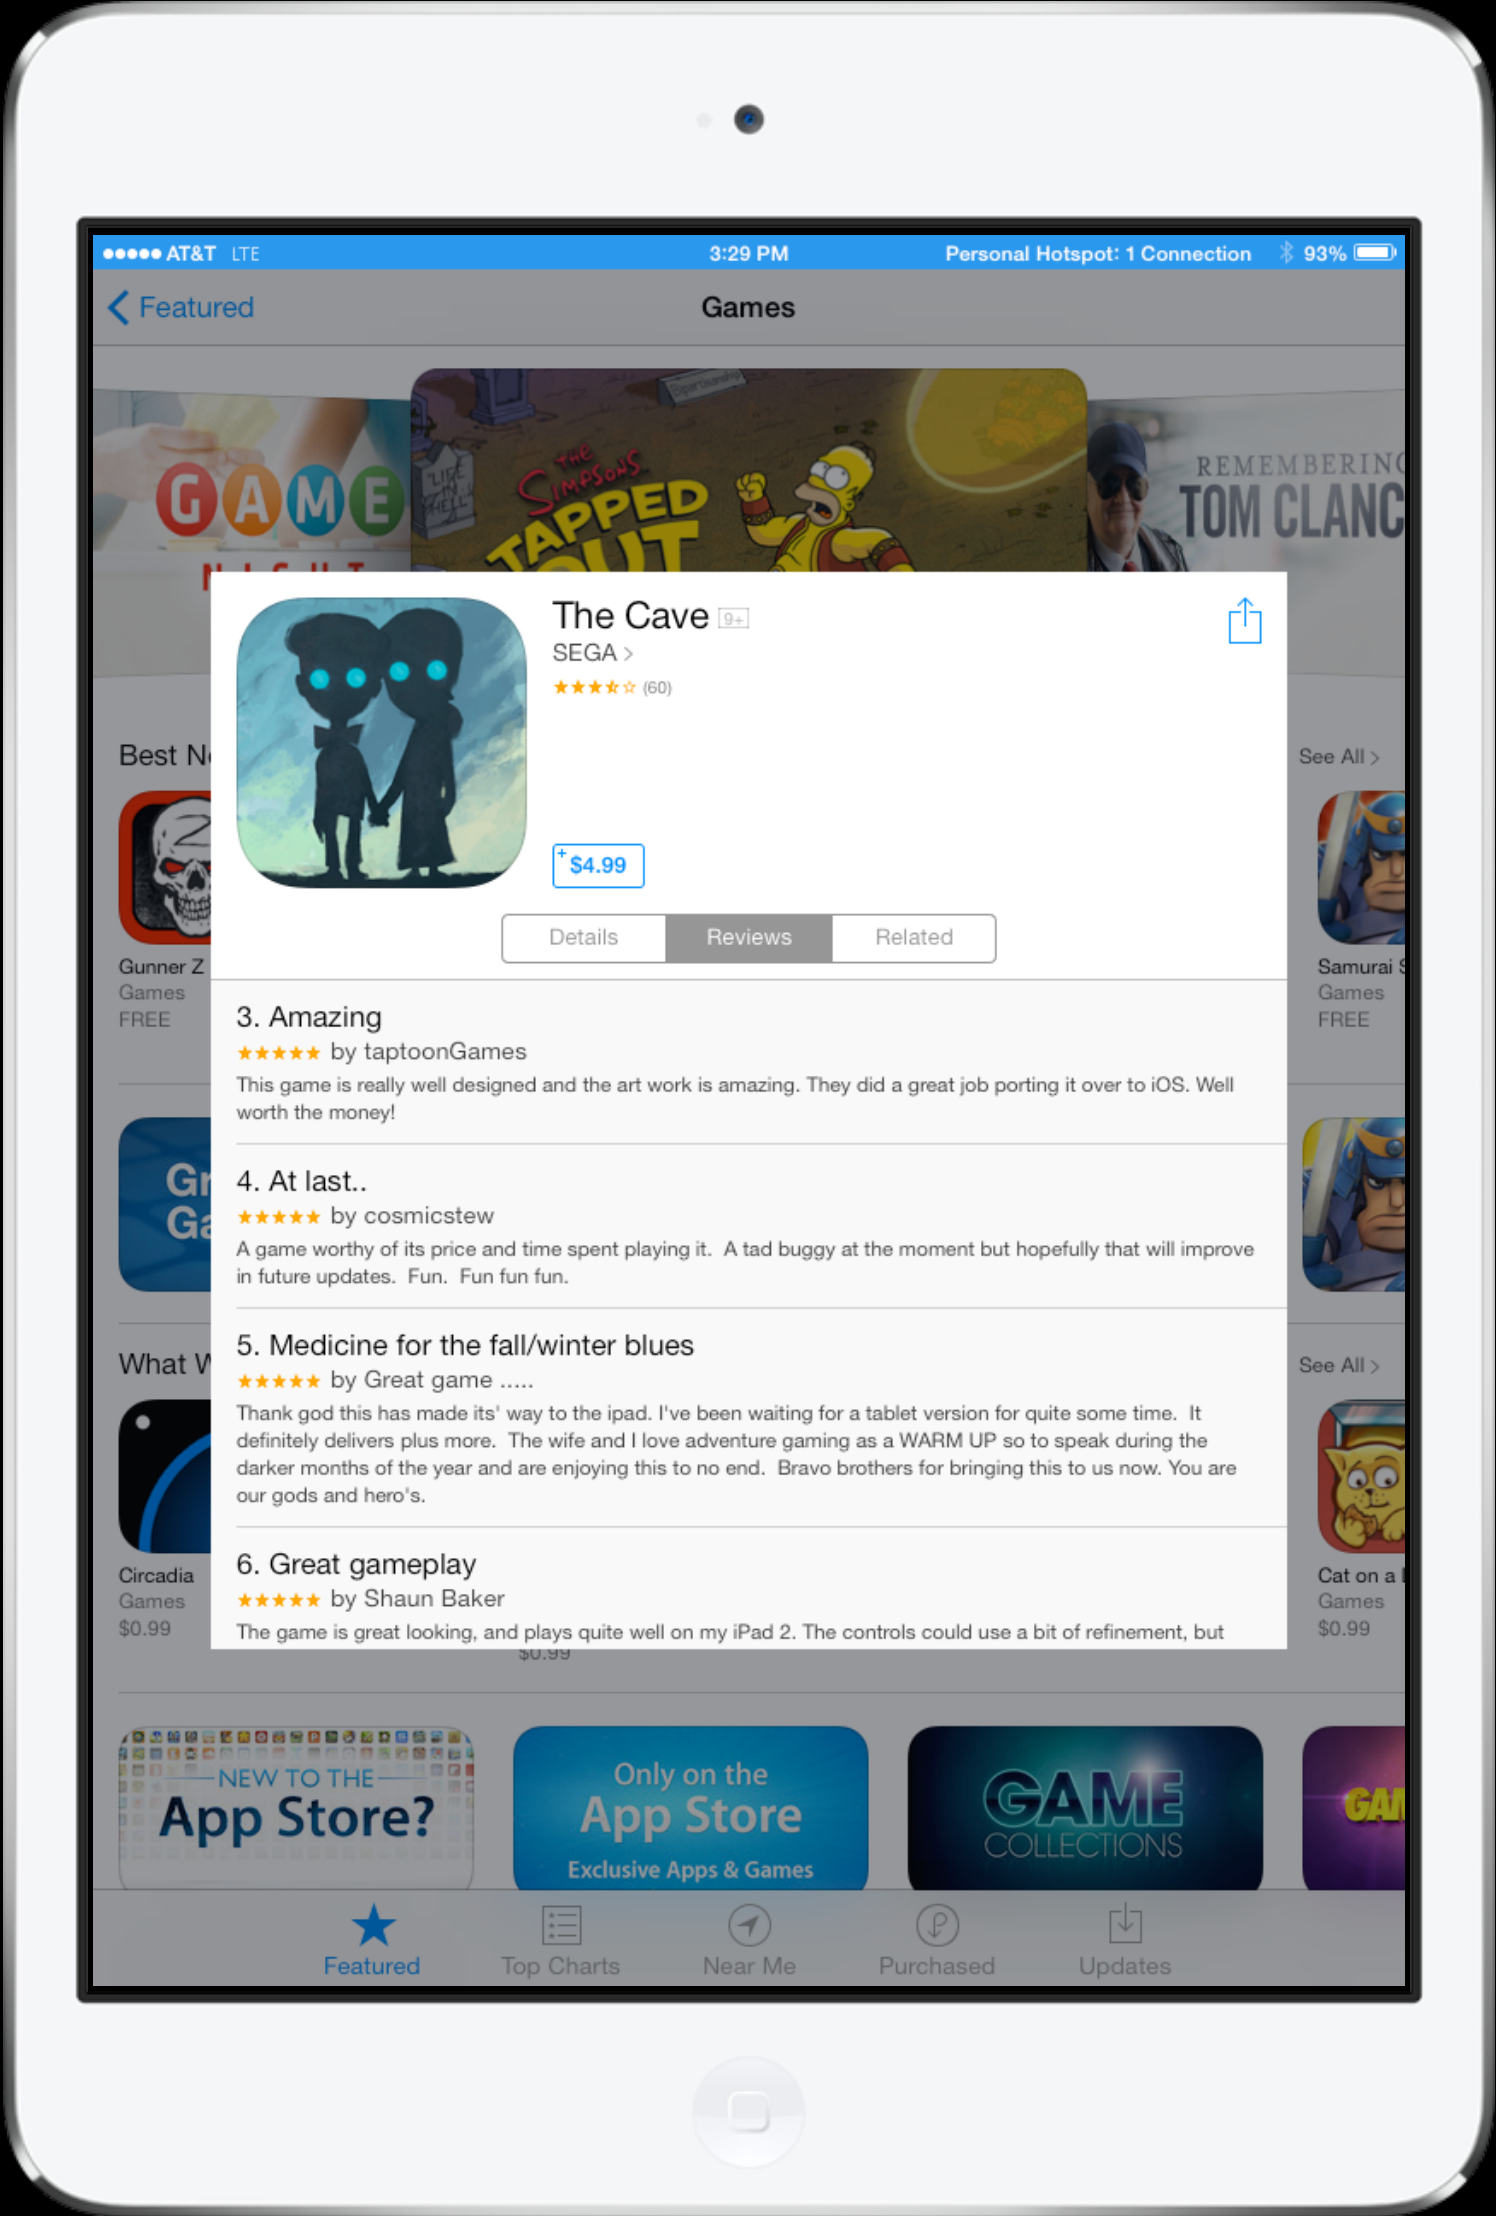 AT&T LTE 3:29 PM Personal Hotspot: 1 Connection 93%
Featured Games
Bipartisanship
LIFE IN HELL
GAME
NIGHT
THE SIMPSONS
TAPPED
OUT
REMEMBERING
TOM CLANC
The Cave 9+
SEGA >
(60)
+ $4.99
Details Reviews Related
Best N
See All >
Gunner Z
Games
FREE
Samurai S
Games
FREE
3. Amazing
by taptoonGames
This game is really well designed and the art work is amazing. They did a great job porting it over to iOS. Well
worth the money!
4. At last..
by cosmicstew
A game worthy of its price and time spent playing it.  A tad buggy at the moment but hopefully that will improve
in future updates.  Fun.  Fun fun fun.
Gr
Ga
5. Medicine for the fall/winter blues
by Great game .....
Thank god this has made its' way to the ipad. I've been waiting for a tablet version for quite some time.  It
definitely delivers plus more.  The wife and I love adventure gaming as a WARM UP so to speak during the
darker months of the year and are enjoying this to no end.  Bravo brothers for bringing this to us now. You are
our gods and hero's.
What W
See All >
Circadia
Games
$0.99
Cat on a
Games
$0.99
6. Great gameplay
by Shaun Baker
The game is great looking, and plays quite well on my iPad 2. The controls could use a bit of refinement, but
$0.99
NEW TO THE
App Store?
Only on the
App Store
Exclusive Apps & Games
GAME
COLLECTIONS
GAM
Featured Top Charts Near Me Purchased Updates